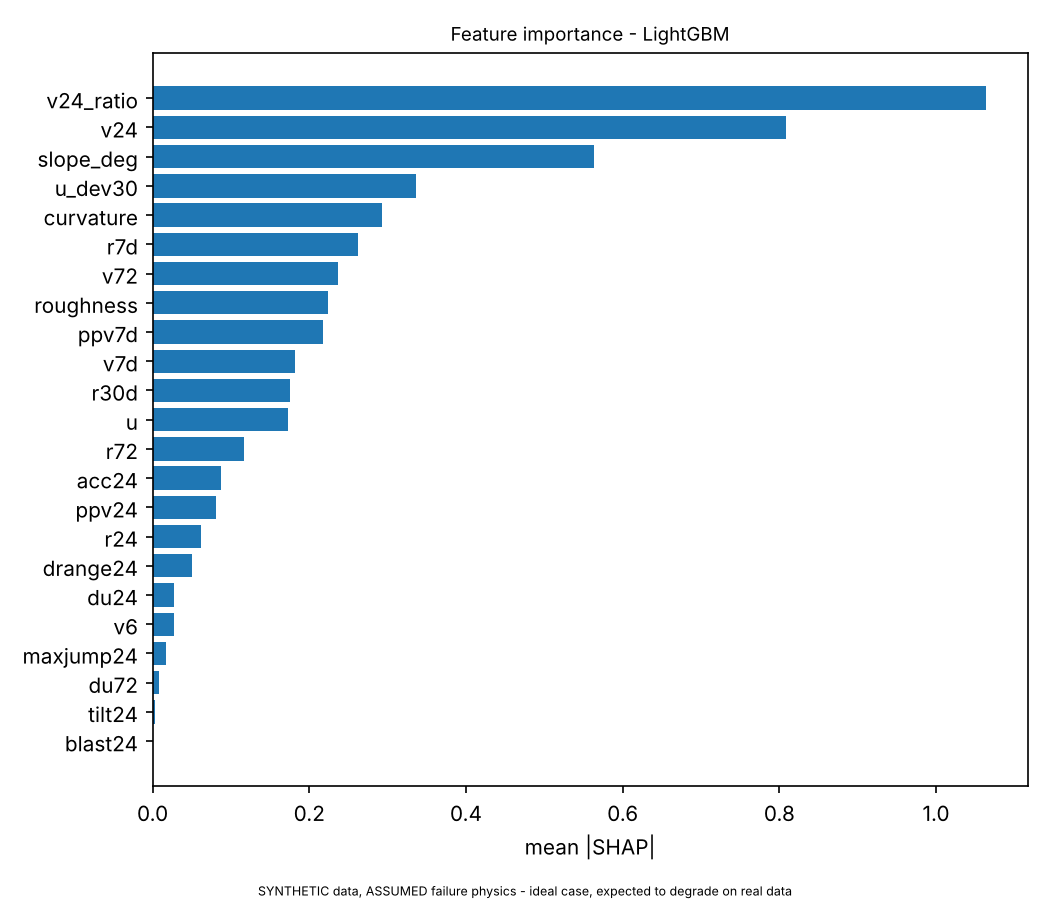 Feature importance - LightGBM
v24_ratio
v24
slope_deg
u_dev30
curvature
r7d
v72
roughness
ppv7d
v7d
r30d
u
r72
acc24
ppv24
r24
drange24
du24
v6
maxjump24
du72
tilt24
blast24
0.0 0.2 0.4 0.6 0.8 1.0
mean |SHAP|
SYNTHETIC data, ASSUMED failure physics - ideal case, expected to degrade on real data